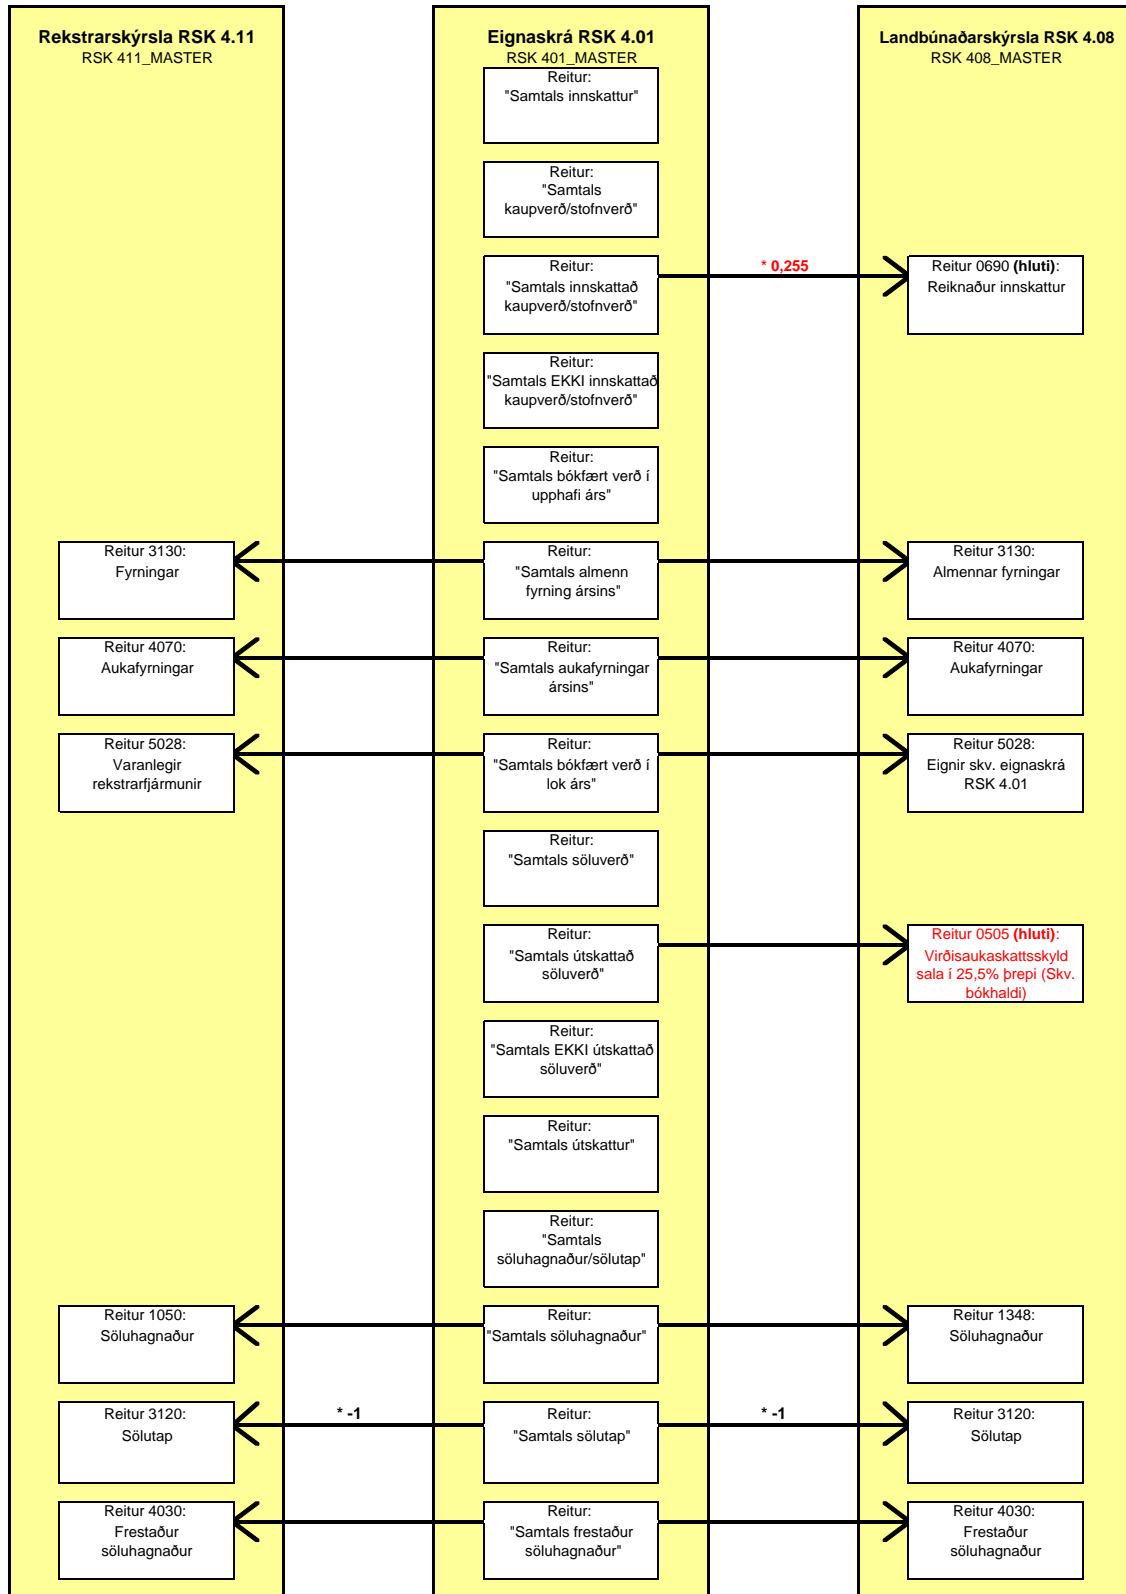 Rekstrarskýrsla RSK 4.11
RSK 411_MASTER
Eignaskrá RSK 4.01
RSK 401_MASTER
Landbúnaðarskýrsla RSK 4.08
RSK 408_MASTER
Reitur:
"Samtals innskattur"
Reitur:
"Samtals
kaupverð/stofnverð"
Reitur:
"Samtals innskattað
kaupverð/stofnverð"
* 0,255
Reitur 0690 (hluti):
Reiknaður innskattur
Reitur:
"Samtals EKKI innskattað
kaupverð/stofnverð"
Reitur:
"Samtals bókfært verð í
upphafi árs"
Reitur 3130:
Fyrningar
Reitur:
"Samtals almenn
fyrning ársins"
Reitur 3130:
Almennar fyrningar
Reitur 4070:
Aukafyrningar
Reitur:
"Samtals aukafyrningar
ársins"
Reitur 4070:
Aukafyrningar
Reitur 5028:
Varanlegir
rekstrarfjármunir
Reitur:
"Samtals bókfært verð í
lok árs"
Reitur 5028:
Eignir skv. eignaskrá
RSK 4.01
Reitur:
"Samtals söluverð"
Reitur:
"Samtals útskattað
söluverð"
Reitur 0505 (hluti):
Virðisaukaskattsskyld
sala í 25,5% þrepi (Skv.
bókhaldi)
Reitur:
"Samtals EKKI útskattað
söluverð"
Reitur:
"Samtals útskattur"
Reitur:
"Samtals
söluhagnaður/sölutap"
Reitur 1050:
Söluhagnaður
Reitur:
"Samtals söluhagnaður"
Reitur 1348:
Söluhagnaður
Reitur 3120:
Sölutap
* -1
Reitur:
"Samtals sölutap"
* -1
Reitur 3120:
Sölutap
Reitur 4030:
Frestaður
söluhagnaður
Reitur:
"Samtals frestaður
söluhagnaður"
Reitur 4030:
Frestaður
söluhagnaður